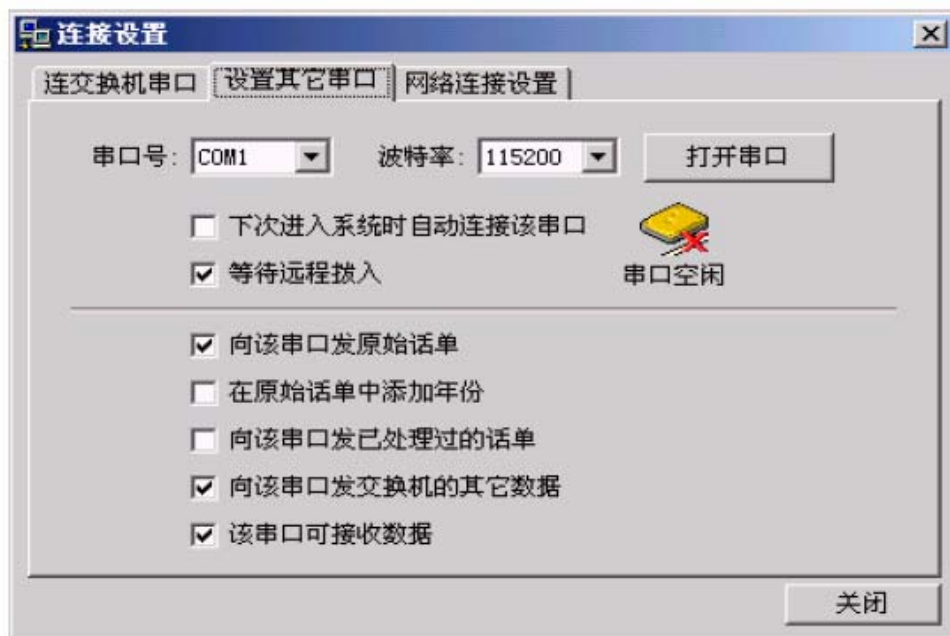 连接设置
连交换机串口 设置其它串口 网络连接设置
串口号: COM1 波特率: 115200 打开串口
下次进入系统时自动连接该串口
等待远程拨入 串口空闲
向该串口发原始话单
在原始话单中添加年份
向该串口发已处理过的话单
向该串口发交换机的其它数据
该串口可接收数据
关闭